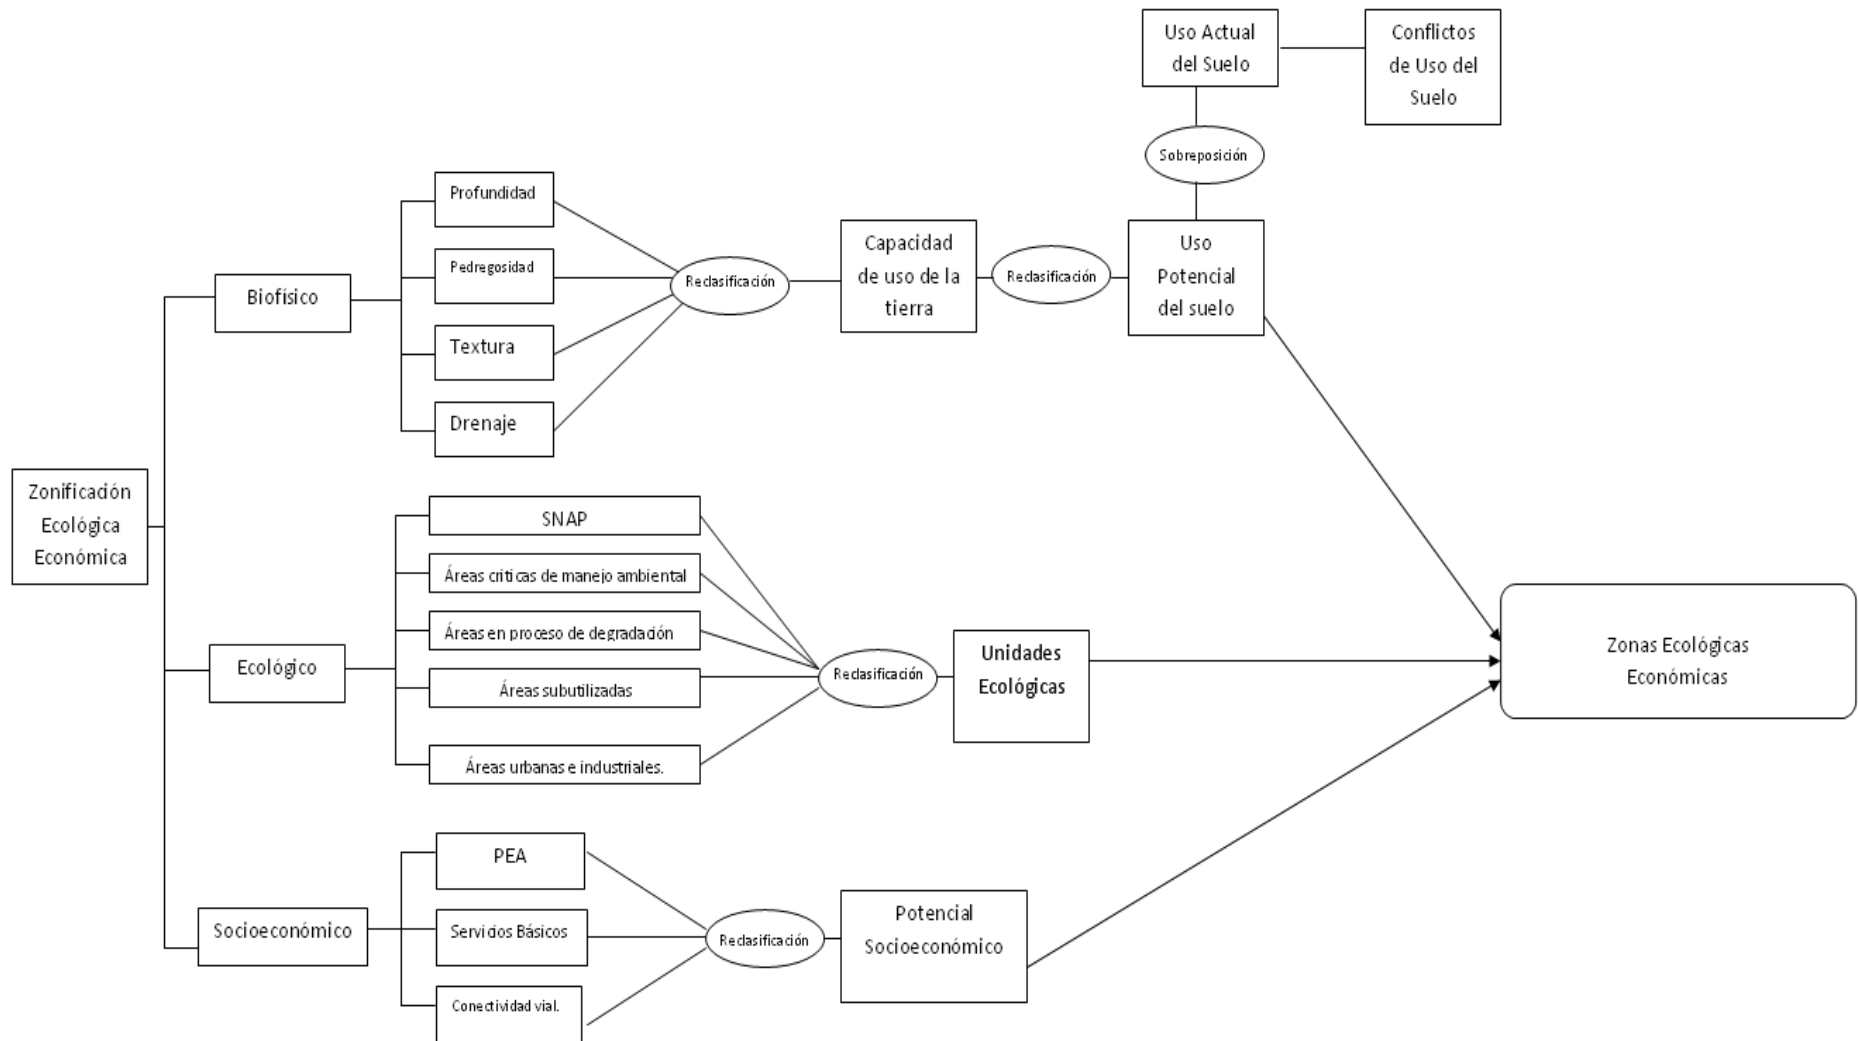 Uso Actual
del Suelo
Conflictos
de Uso del
Suelo
Sobreposición
Profundidad
Pedregosidad
Textura
Drenaje
Biofísico
Reclasificación
Capacidad
de uso de la
tierra
Reclasificación
Uso
Potencial
del suelo
Zonificación
Ecológica
Económica
SNAP
Áreas criticas de manejo ambiental
Áreas en proceso de degradación
Áreas subutilizadas
Áreas urbanas e industriales.
Ecológico
Reclasificación
Unidades
Ecológicas
Zonas Ecológicas
Económicas
PEA
Servicios Básicos
Conectividad vial.
Socioeconómico
Reclasificación
Potencial
Socioeconómico